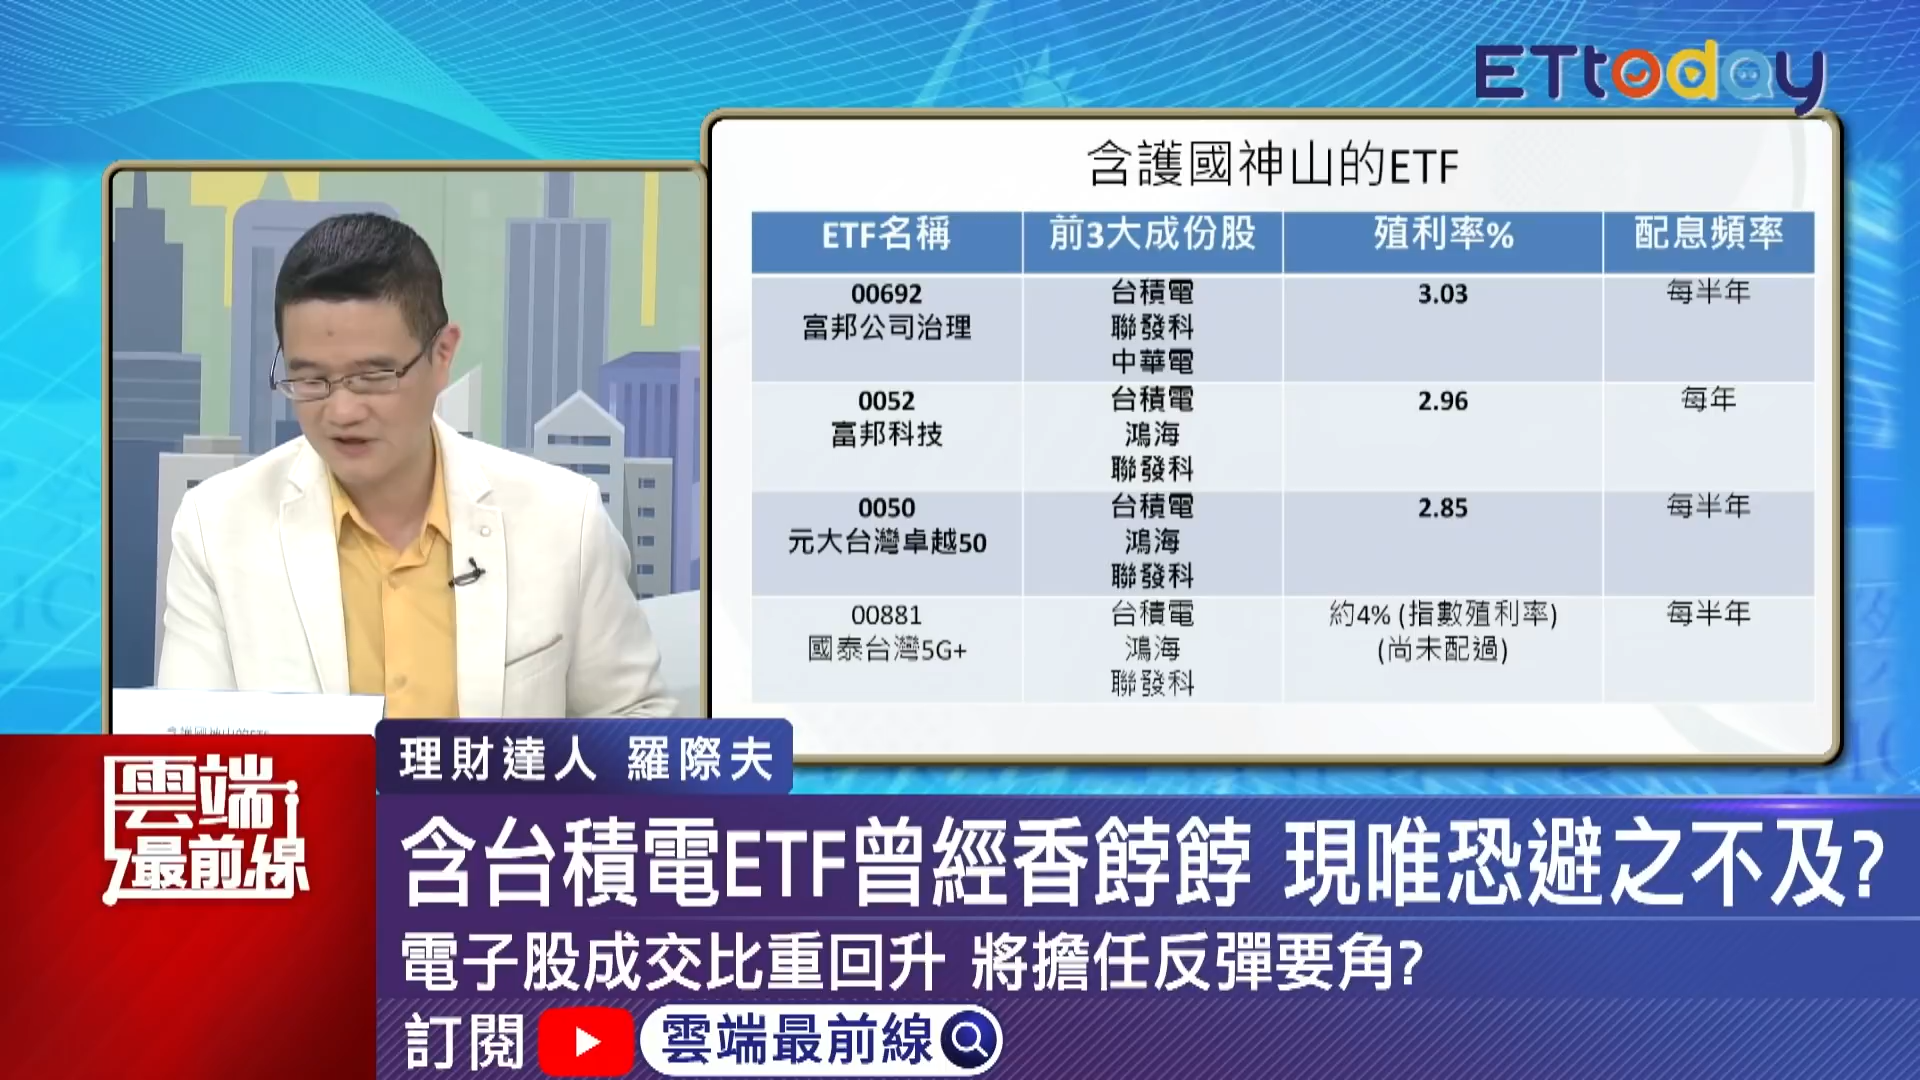 ETtoday
含護國神山的ETF
ETF名稱 前3大成份股 殖利率% 配息頻率
00692 台積電 3.03 每半年
富邦公司治理 聯發科
中華電
0052 台積電 2.96 每年
富邦科技 鴻海
聯發科
0050 台積電 2.85 每半年
元大台灣卓越50 鴻海
聯發科
00881 台積電 約4% (指數殖利率) 每半年
國泰台灣5G+ 鴻海 (尚未配過)
聯發科
理財達人 羅際夫
雲端
最前線
含台積電ETF曾經香餑餑 現唯恐避之不及?
電子股成交比重回升 將擔任反彈要角?
訂閱 雲端最前線